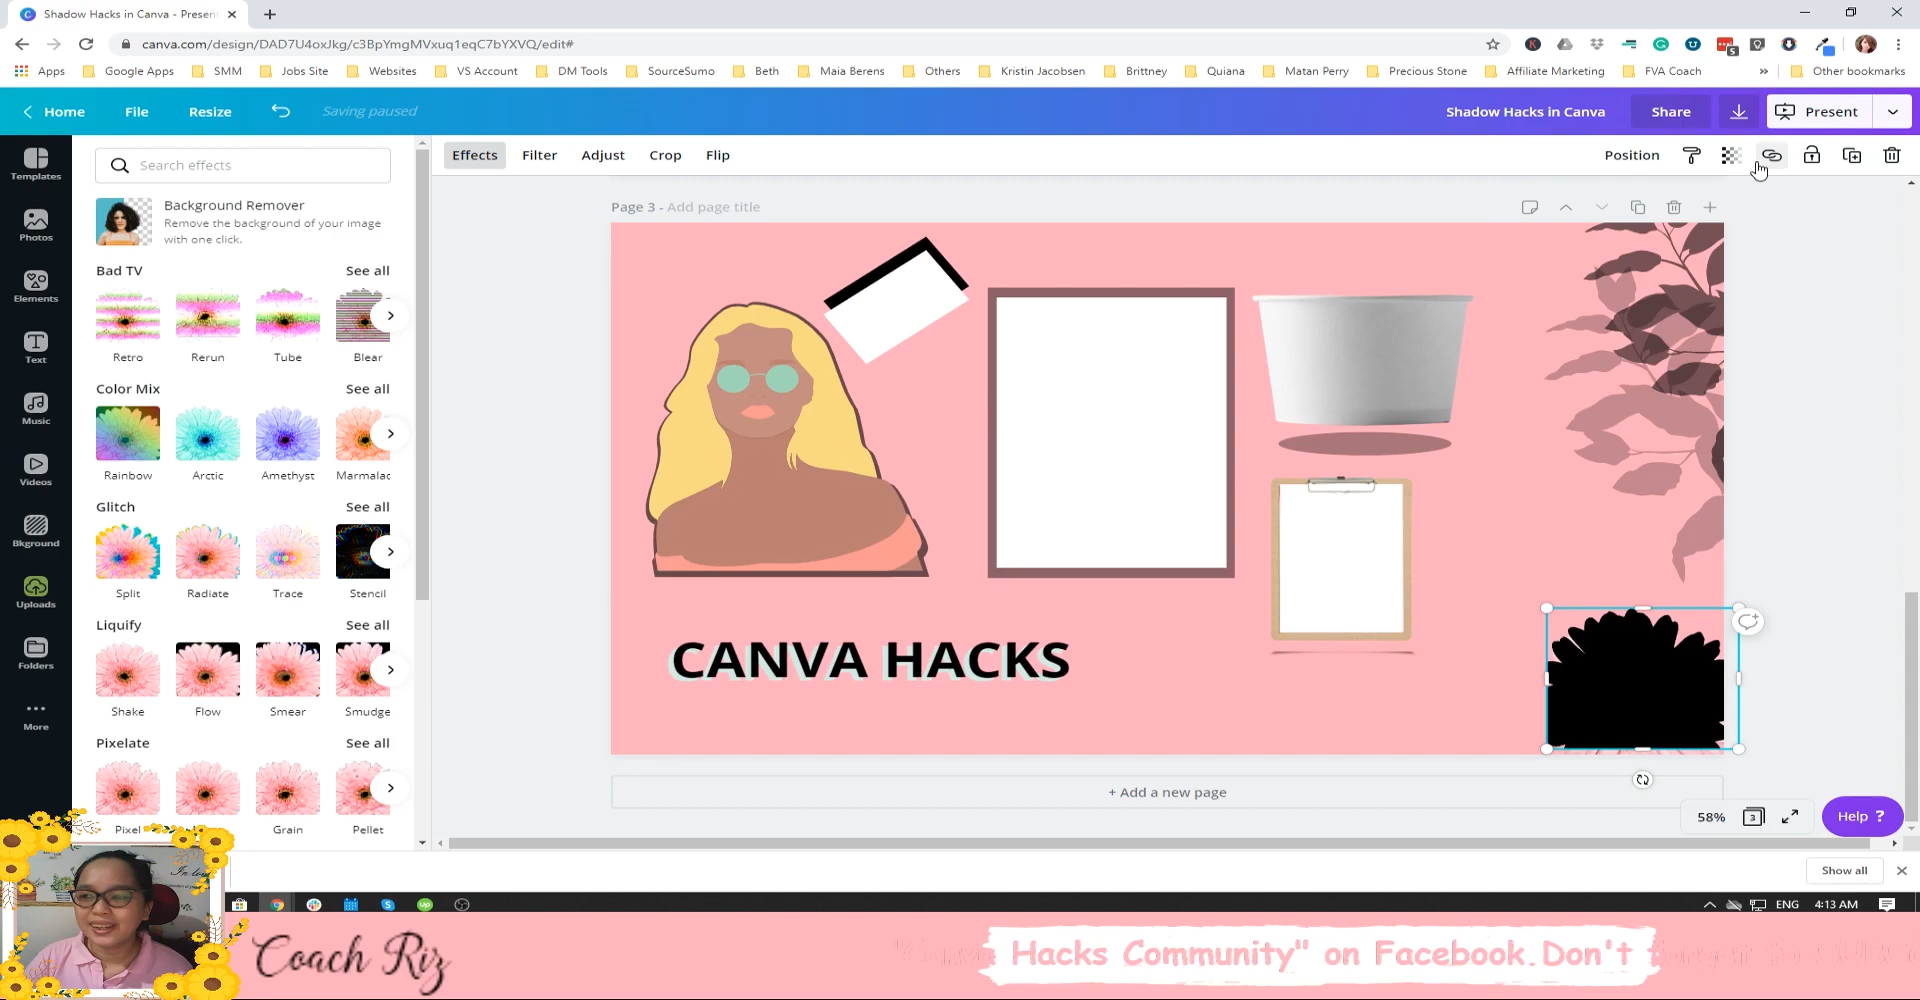 Shadow Hacks in Canva - Present
canva.com/design/DAD7U4oxJkg/c3BpYmgMVxuq1eqC7bYXVQ/edit#
5
Apps Google Apps SMM Jobs Site Websites VS Account DM Tools SourceSumo Beth Maia Berens Others Kristin Jacobsen Brittney Quiana Matan Perry Precious Stone Affiliate Marketing FVA Coach » Other bookmarks
Home File Resize Saving paused Shadow Hacks in Canva Share Present
Effects Filter Adjust Crop Flip Position
Templates
Photos
Elements
Text
Music
Videos
Bkground
Uploads
Folders
More
Search effects
Background Remover
Remove the background of your image
with one click.
Bad TV See all
Retro Rerun Tube Blear
Color Mix See all
Rainbow Arctic Amethyst Marmalac
Glitch See all
Split Radiate Trace Stencil
Liquify See all
Shake Flow Smear Smudge
Pixelate See all
Pixel Grain Pellet
Page 3 - Add page title
CANVA HACKS
+ Add a new page
58% 3 Help ?
Show all
ENG 4:13 AM
Coach Riz
Hacks Community" on Facebook.Don't